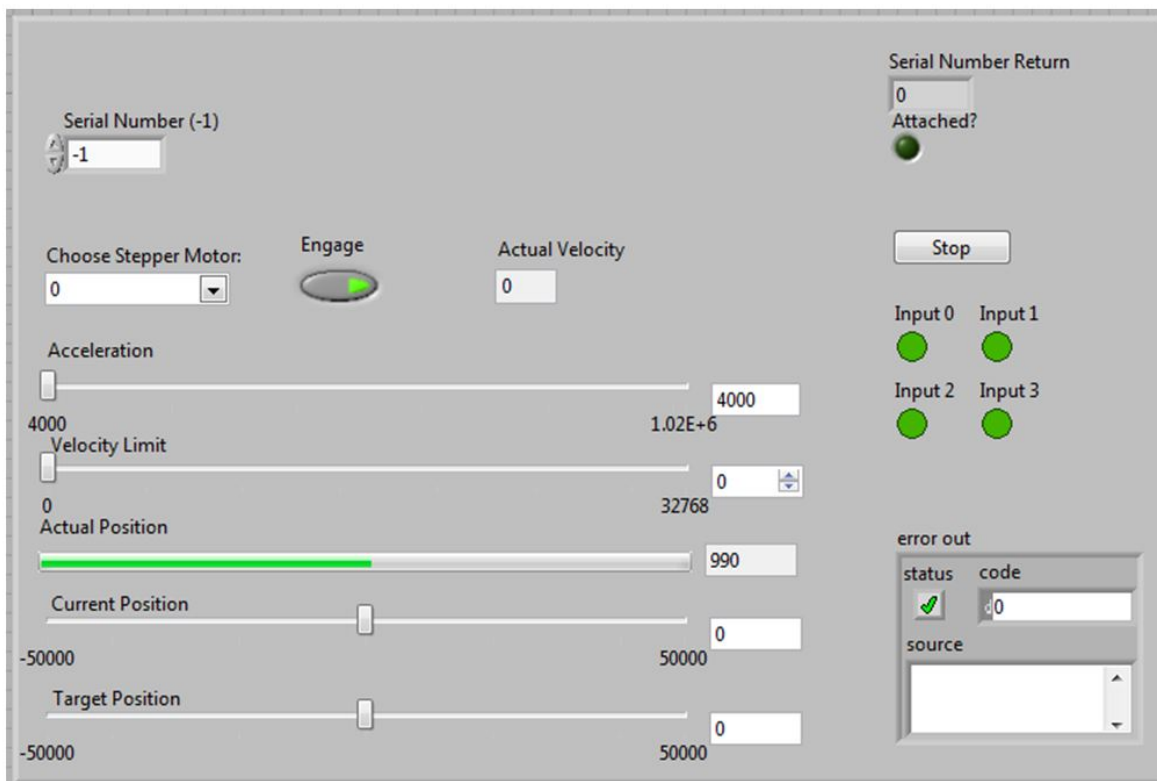 Serial Number Return
0
Attached?
Serial Number (-1)
-1
Choose Stepper Motor:
0
Engage
Actual Velocity
0
Stop
Input 0 Input 1
Input 2 Input 3
Acceleration
4000
4000 1.02E+6
Velocity Limit
0
0 32768
Actual Position
990
Current Position
0
-50000 50000
Target Position
0
-50000 50000
error out
status code
d0
source